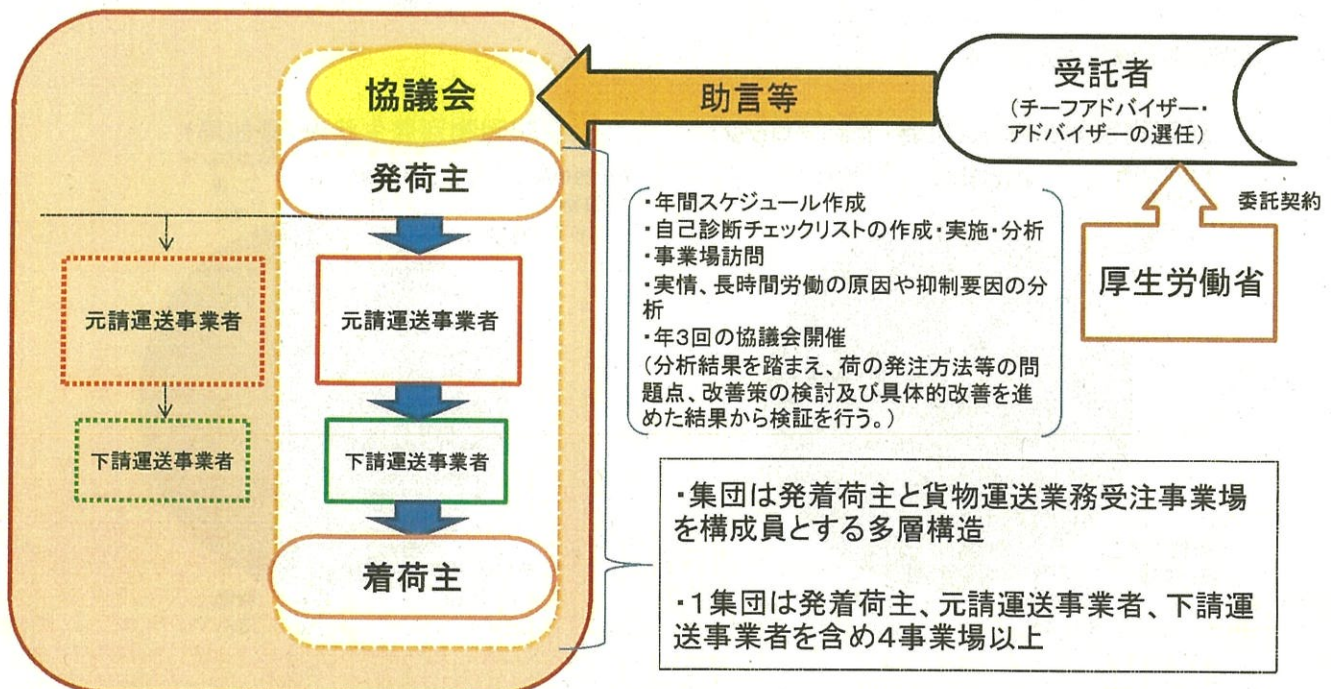 協議会
助言等
受託者
(チーフアドバイザー・
アドバイザーの選任)
発荷主
委託契約
厚生労働省
・年間スケジュール作成
・自己診断チェックリストの作成・実施・分析
・事業場訪問
・実情、長時間労働の原因や抑制要因の分
析
・年3回の協議会開催
(分析結果を踏まえ、荷の発注方法等の問
題点、改善策の検討及び具体的改善を進
めた結果から検証を行う。)
元請運送事業者
元請運送事業者
下請運送事業者
下請運送事業者
着荷主
・集団は発着荷主と貨物運送業務受注事業場
を構成員とする多層構造
・1集団は発着荷主、元請運送事業者、下請運
送事業者を含め4事業場以上